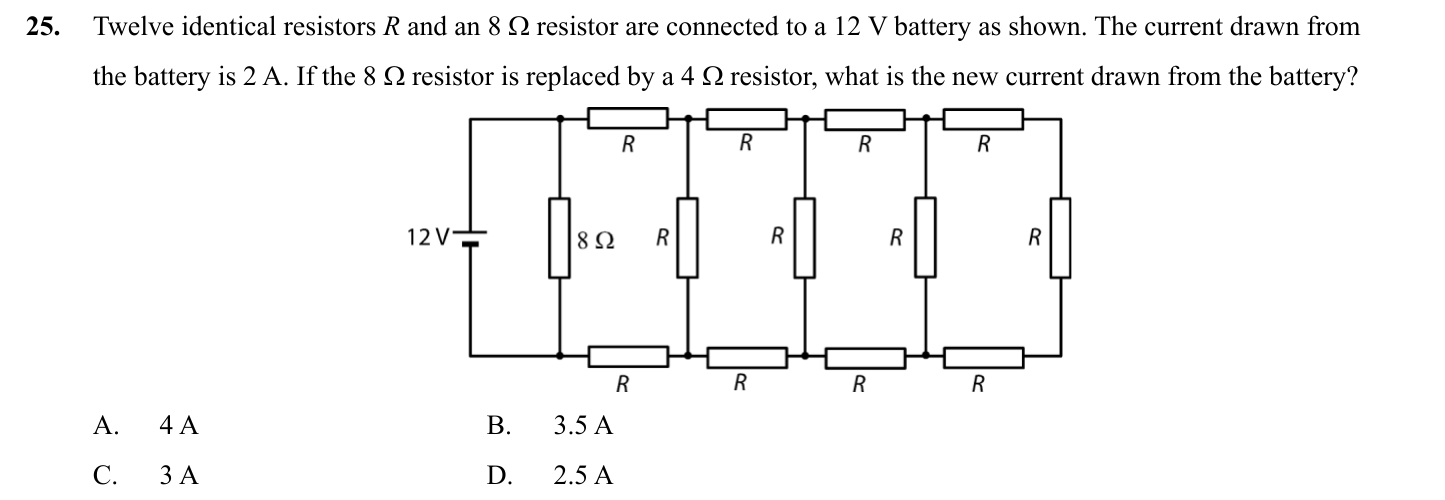 25. Twelve identical resistors R and an 8 Ω resistor are connected to a 12 V battery as shown. The current drawn from
the battery is 2 A. If the 8 Ω resistor is replaced by a 4 Ω resistor, what is the new current drawn from the battery?
R R R R
12 V 8 Ω R R R R
R R R R
A. 4 A B. 3.5 A
C. 3 A D. 2.5 A